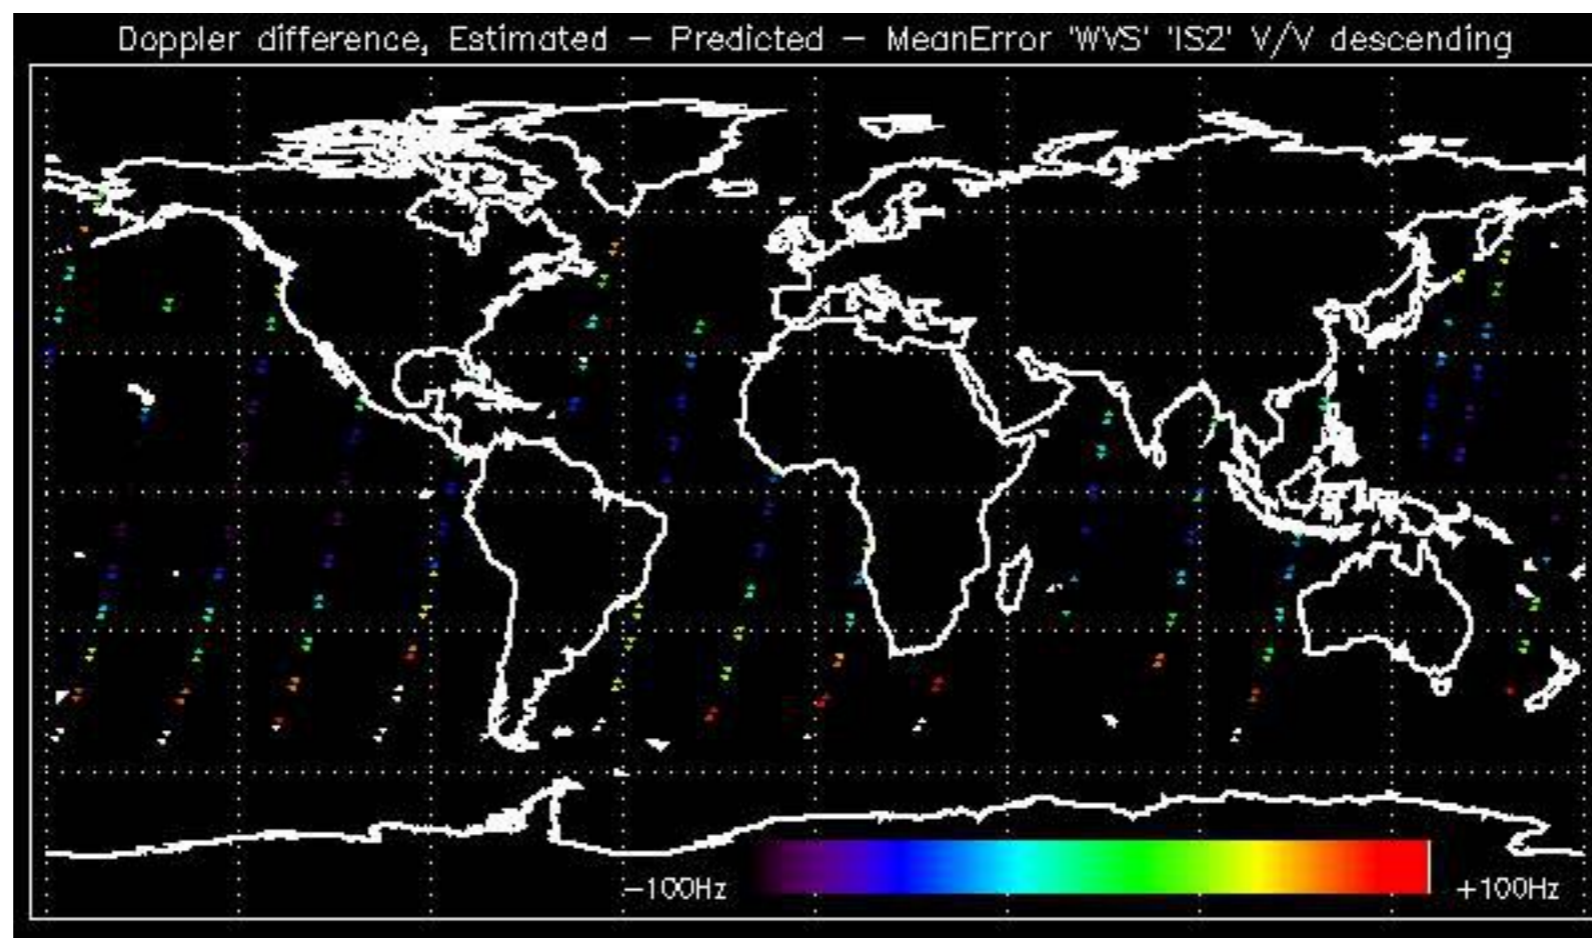 Doppler difference, Estimated – Predicted – MeanError 'WVS' 'IS2' V/V descending
–100Hz
+100Hz